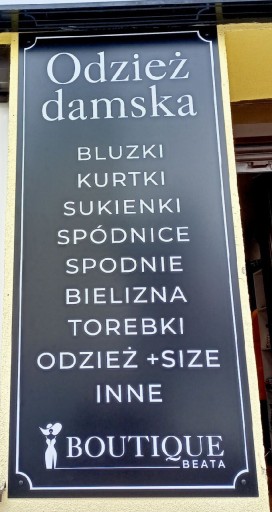 Odzież
damska
BLUZKI
KURTKI
SUKIENKI
SPÓDNICE
SPODNIE
BIELIZNA
TOREBKI
ODZIEŻ +SIZE
INNE
BOUTIQUE
BEATA